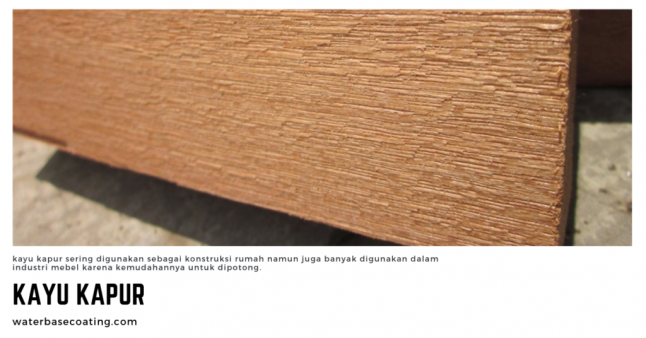 kayu kapur sering digunakan sebagai konstruksi rumah namun juga banyak digunakan dalam
industri mebel karena kemudahannya untuk dipotong.
KAYU KAPUR
waterbasecoating.com